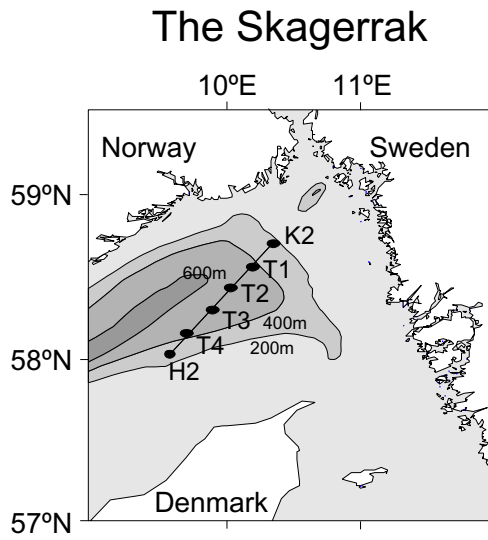 The Skagerrak
10ºE
11ºE
Norway
Sweden
59ºN
K2
T1
600m
T2
T3
400m
T4
200m
58ºN
H2
Denmark
57ºN